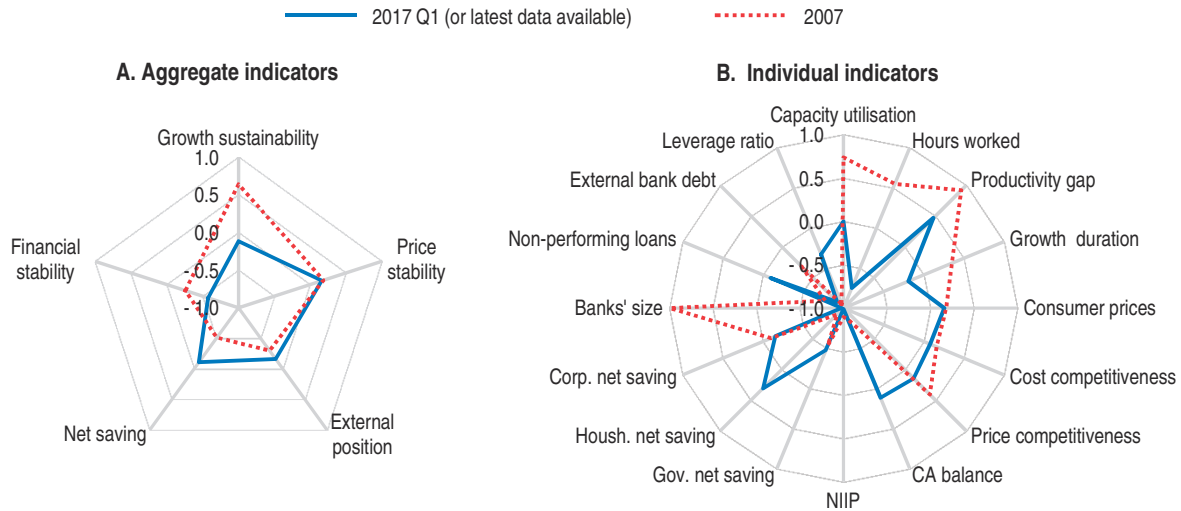 2017 Q1 (or latest data available)
2007
A. Aggregate indicators
Growth sustainability
1.0
0.5
0.0
- 0.5
- 1.0
Price
stability
External
position
Net saving
Financial
stability
B. Individual indicators
Capacity utilisation
1.0
0.5
0.0
- 0.5
- 1.0
Hours worked
Productivity gap
Growth duration
Consumer prices
Cost competitiveness
Price competitiveness
CA balance
NIIP
Gov. net saving
Housh. net saving
Corp. net saving
Banks' size
Non-performing loans
External bank debt
Leverage ratio